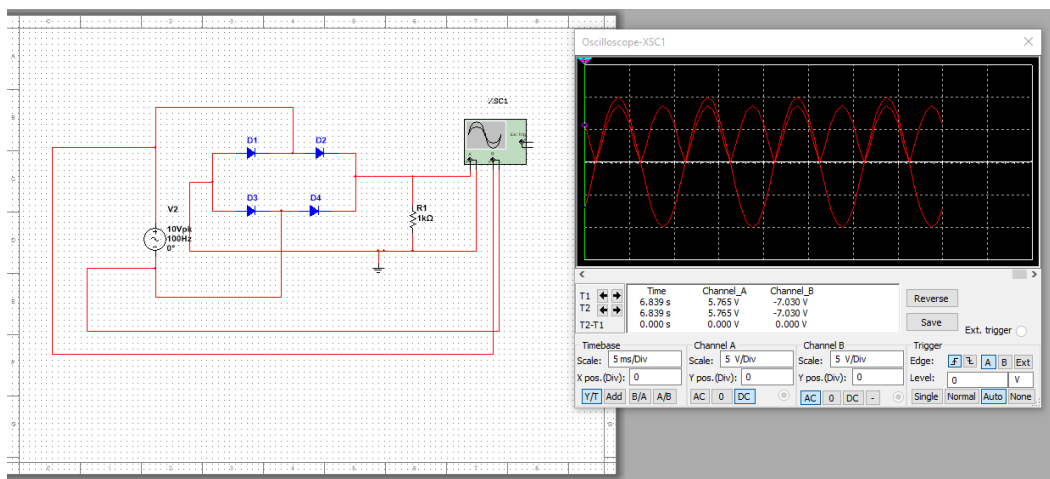 XSC1
Ext Trig
A
B
D1
D2
D3
D4
V2
10Vpk
100Hz
0°
R1
1kΩ
Oscilloscope-XSC1
Time Channel_A Channel_B
T1 6.839 s 5.765 V -7.030 V
T2 6.839 s 5.765 V -7.030 V
T2-T1 0.000 s 0.000 V 0.000 V
Reverse
Save
Ext. trigger
Timebase
Scale: 5 ms/Div
X pos.(Div): 0
Y/T Add B/A A/B
Channel A
Scale: 5 V/Div
Y pos.(Div): 0
AC 0 DC
Channel B
Scale: 5 V/Div
Y pos.(Div): 0
AC 0 DC -
Trigger
Edge: A B Ext
Level: 0 V
Single Normal Auto None